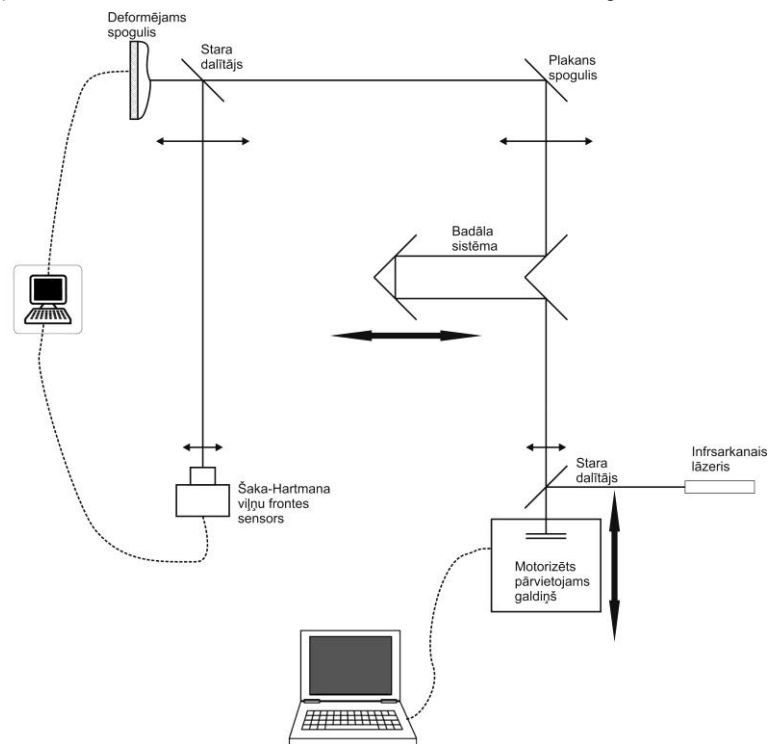 Deformējams
spogulis
Stara
dalītājs
Plakans
spogulis
Badāla
sistēma
Šaka-Hartmana
viļņu frontes
sensors
Stara
dalītājs
Infrsarkanais
lāzeris
Motorizēts
pārvietojams
galdiņš